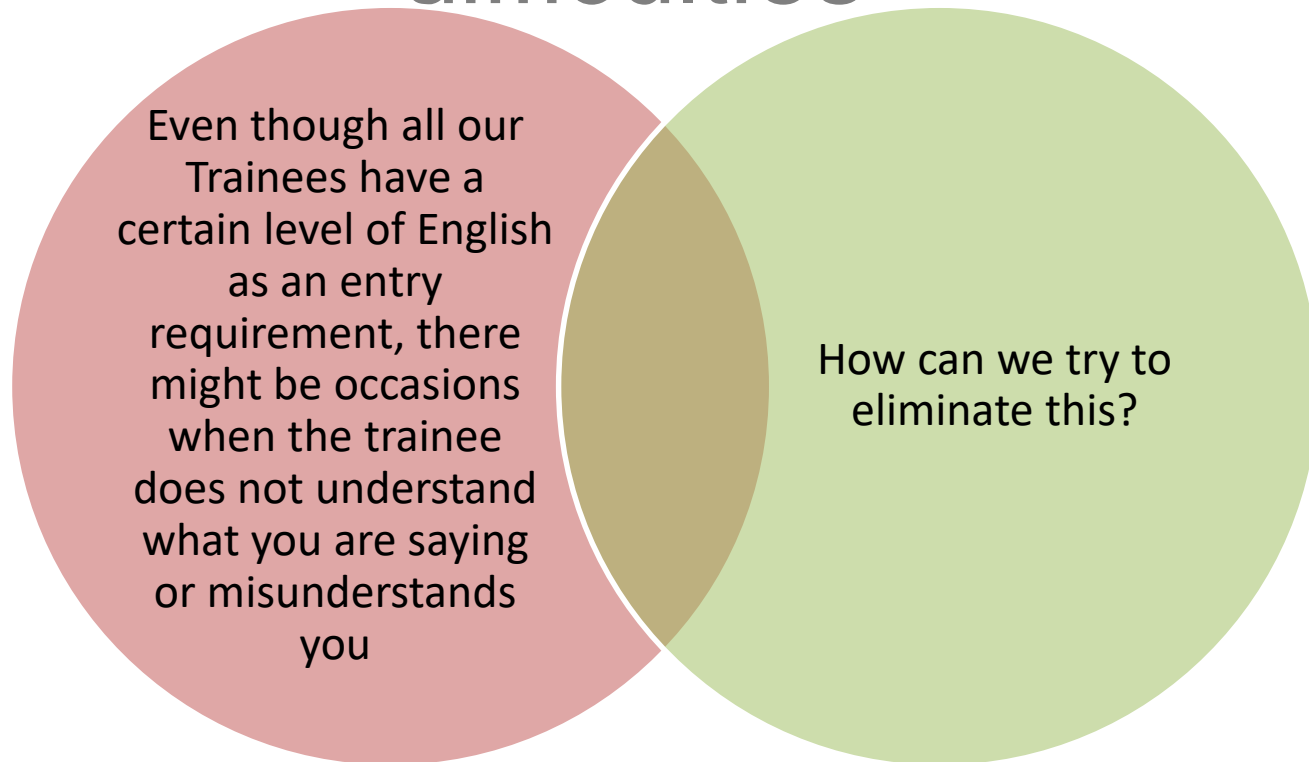 Even though all our
Trainees have a
certain level of English
as an entry
requirement, there
might be occasions
when the trainee
does not understand
what you are saying
or misunderstands
you
How can we try to
eliminate this?